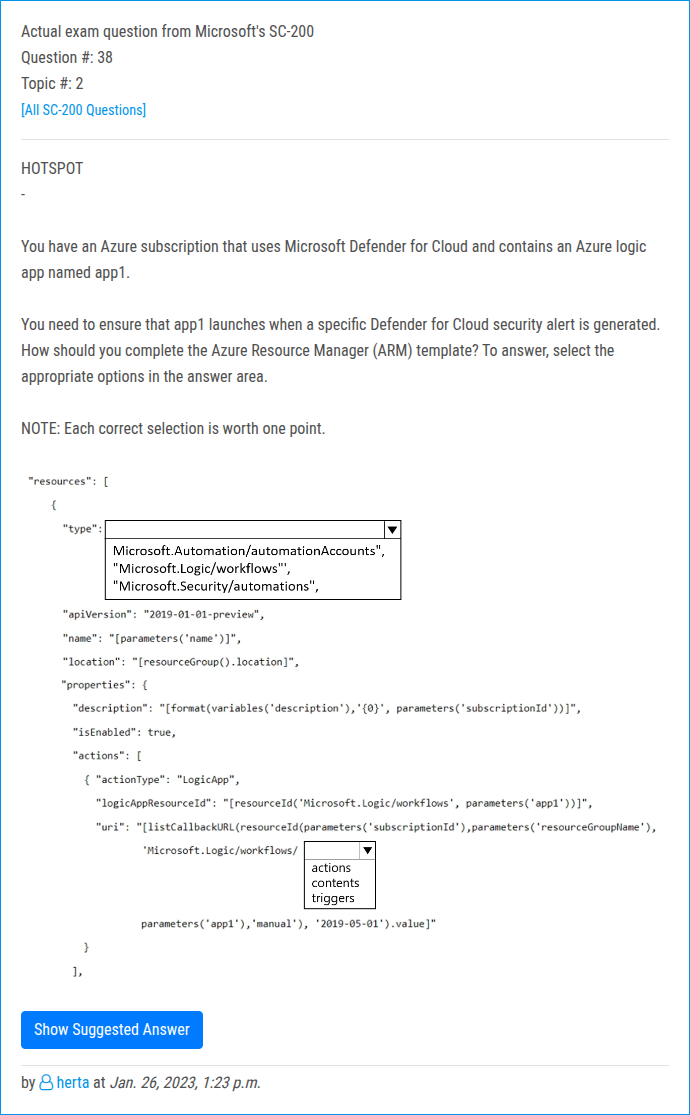 Actual exam question from Microsoft's SC-200
Question #: 38
Topic #: 2
[All SC-200 Questions]
HOTSPOT
-
You have an Azure subscription that uses Microsoft Defender for Cloud and contains an Azure logic
app named app1.
You need to ensure that app1 launches when a specific Defender for Cloud security alert is generated.
How should you complete the Azure Resource Manager (ARM) template? To answer, select the
appropriate options in the answer area.
NOTE: Each correct selection is worth one point.
"resources": [
{
"type":
Microsoft.Automation/automationAccounts",
"Microsoft.Logic/workflows"',
"Microsoft.Security/automations",
"apiVersion": "2019-01-01-preview",
"name": "[parameters('name')]",
"location": "[resourceGroup().location]",
"properties": {
"description": "[format(variables('description'),'{0}', parameters('subscriptionId'))]",
"isEnabled": true,
"actions": [
{ "actionType": "LogicApp",
"logicAppResourceId": "[resourceId('Microsoft.Logic/workflows', parameters('app1'))]",
"uri": "[listCallbackURL(resourceId(parameters('subscriptionId'),parameters('resourceGroupName'),
'Microsoft.Logic/workflows/
actions
contents
triggers
parameters('app1'),'manual'), '2019-05-01').value]"
}
],
Show Suggested Answer
by herta at Jan. 26, 2023, 1:23 p.m.